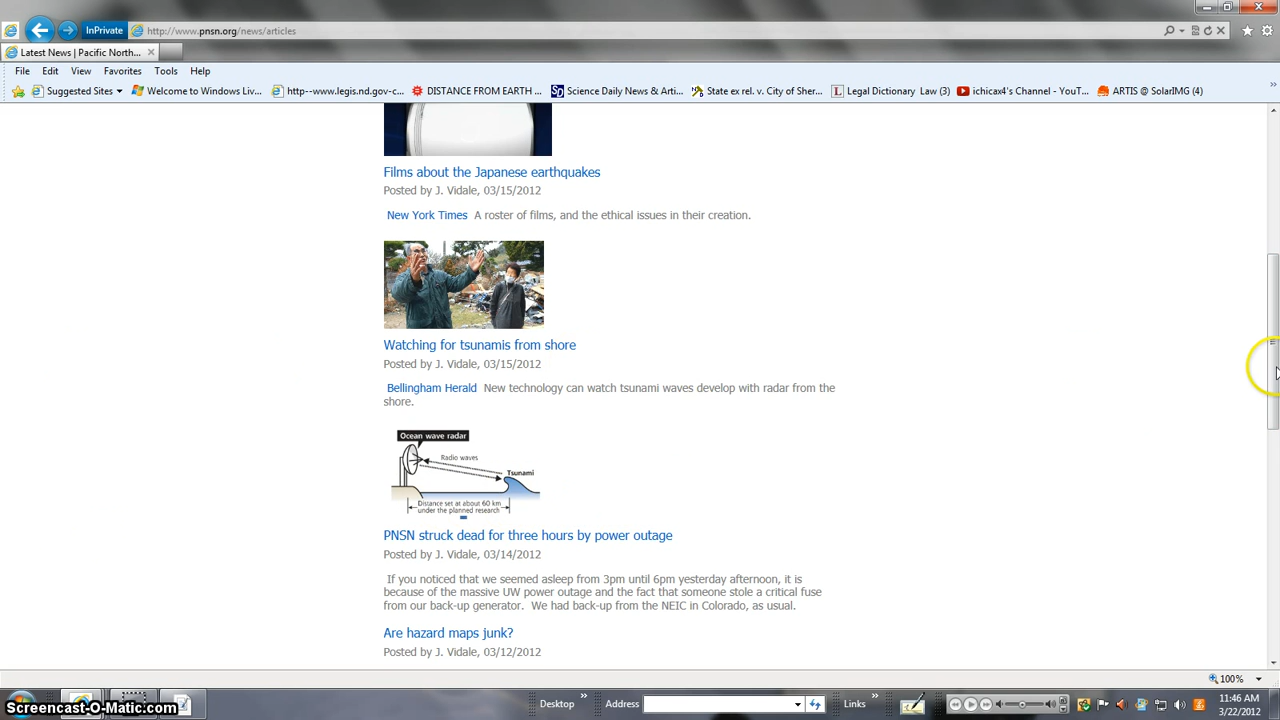 InPrivate
http://www.pnsn.org/news/articles
Latest News | Pacific North...
File Edit View Favorites Tools Help
Suggested Sites Welcome to Windows Liv... http--www.legis.nd.gov-c... DISTANCE FROM EARTH ... Science Daily News & Arti... State ex rel. v. City of Sher... Legal Dictionary Law (3) ichicax4's Channel - YouT... ARTIS @ SolarIMG (4)
Films about the Japanese earthquakes
Posted by J. Vidale, 03/15/2012
New York Times A roster of films, and the ethical issues in their creation.
Watching for tsunamis from shore
Posted by J. Vidale, 03/15/2012
Bellingham Herald New technology can watch tsunami waves develop with radar from the
shore.
Ocean wave radar
Radio waves
Tsunami
Distance set at about 60 km
under the planned research
PNSN struck dead for three hours by power outage
Posted by J. Vidale, 03/14/2012
If you noticed that we seemed asleep from 3pm until 6pm yesterday afternoon, it is
because of the massive UW power outage and the fact that someone stole a critical fuse
from our back-up generator. We had back-up from the NEIC in Colorado, as usual.
Are hazard maps junk?
Posted by J. Vidale, 03/12/2012
100%
Desktop Address Links
11:46 AM
3/22/2012
Screencast-O-Matic.com